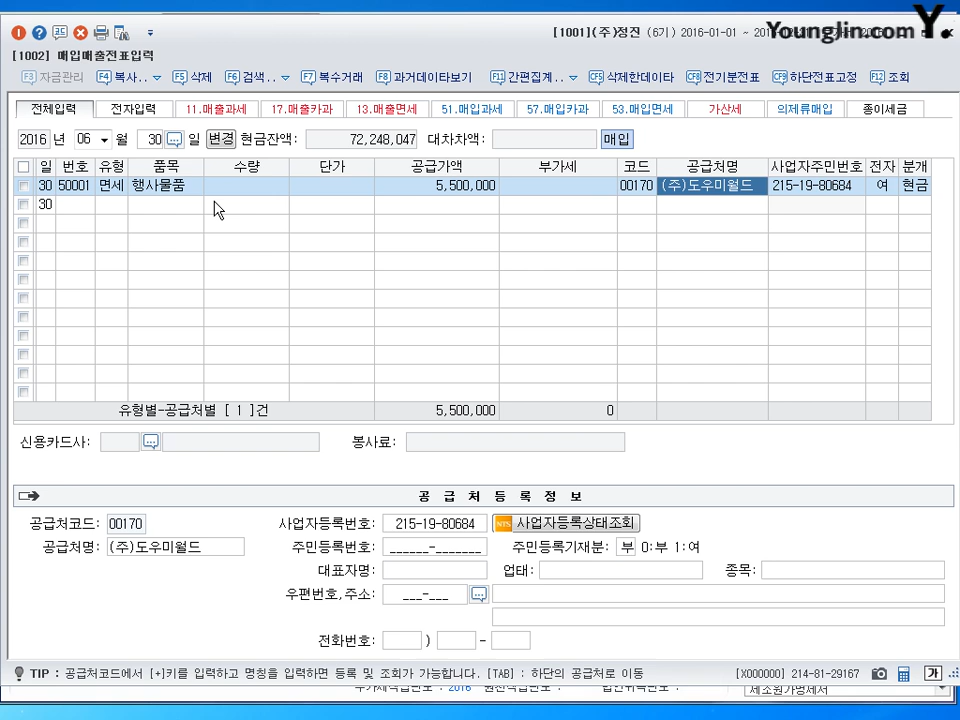 Younglin.com Y.
[1001](주)정진 (6기) 2016-01-01 ~
[1002] 매입매출전표입력
F3 자금관리 F4 복사.. F5 삭제 F6 검색.. F7 복수거래 F8 과거데이타보기 F11 간편집계.. CF5 삭제한데이타 CF8 전기분전표 CF9 하단전표고정 F12 조회
전체입력 전자입력 11.매출과세 17.매출카과 13.매출면세 51.매입과세 57.매입카과 53.매입면세 가산세 의제류매입 종이세금
2016 년 06 월 30 일 변경 현금잔액: 72,248,047 대차차액: 매입
일 번호 유형 품목 수량 단가 공급가액 부가세 코드 공급처명 사업자주민번호 전자 분개
30 50001 면세 행사물품 5,500,000 00170 (주)도우미월드 215-19-80684 여 현금
30
유형별-공급처별 [ 1 ]건 5,500,000 0
신용카드사: 봉사료:
공 급 처 등 록 정 보
공급처코드: 00170 사업자등록번호: 215-19-80684 NTS 사업자등록상태조회
공급처명: (주)도우미월드 주민등록번호: ______-_______ 주민등록기재분: 부 0:부 1:여
대표자명: 업태: 종목:
우편번호,주소: ___-___
전화번호: ) -
TIP : 공급처코드에서 [+]키를 입력하고 명칭을 입력하면 등록 및 조회가 가능합니다. [TAB] : 하단의 공급처로 이동 [X000000] 214-81-29167 가
2016